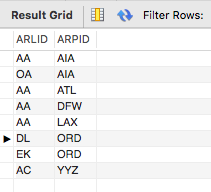 Result Grid Filter Rows:
ARLID ARPID
AA AIA
OA AIA
AA ATL
AA DFW
AA LAX
DL ORD
EK ORD
AC YYZ